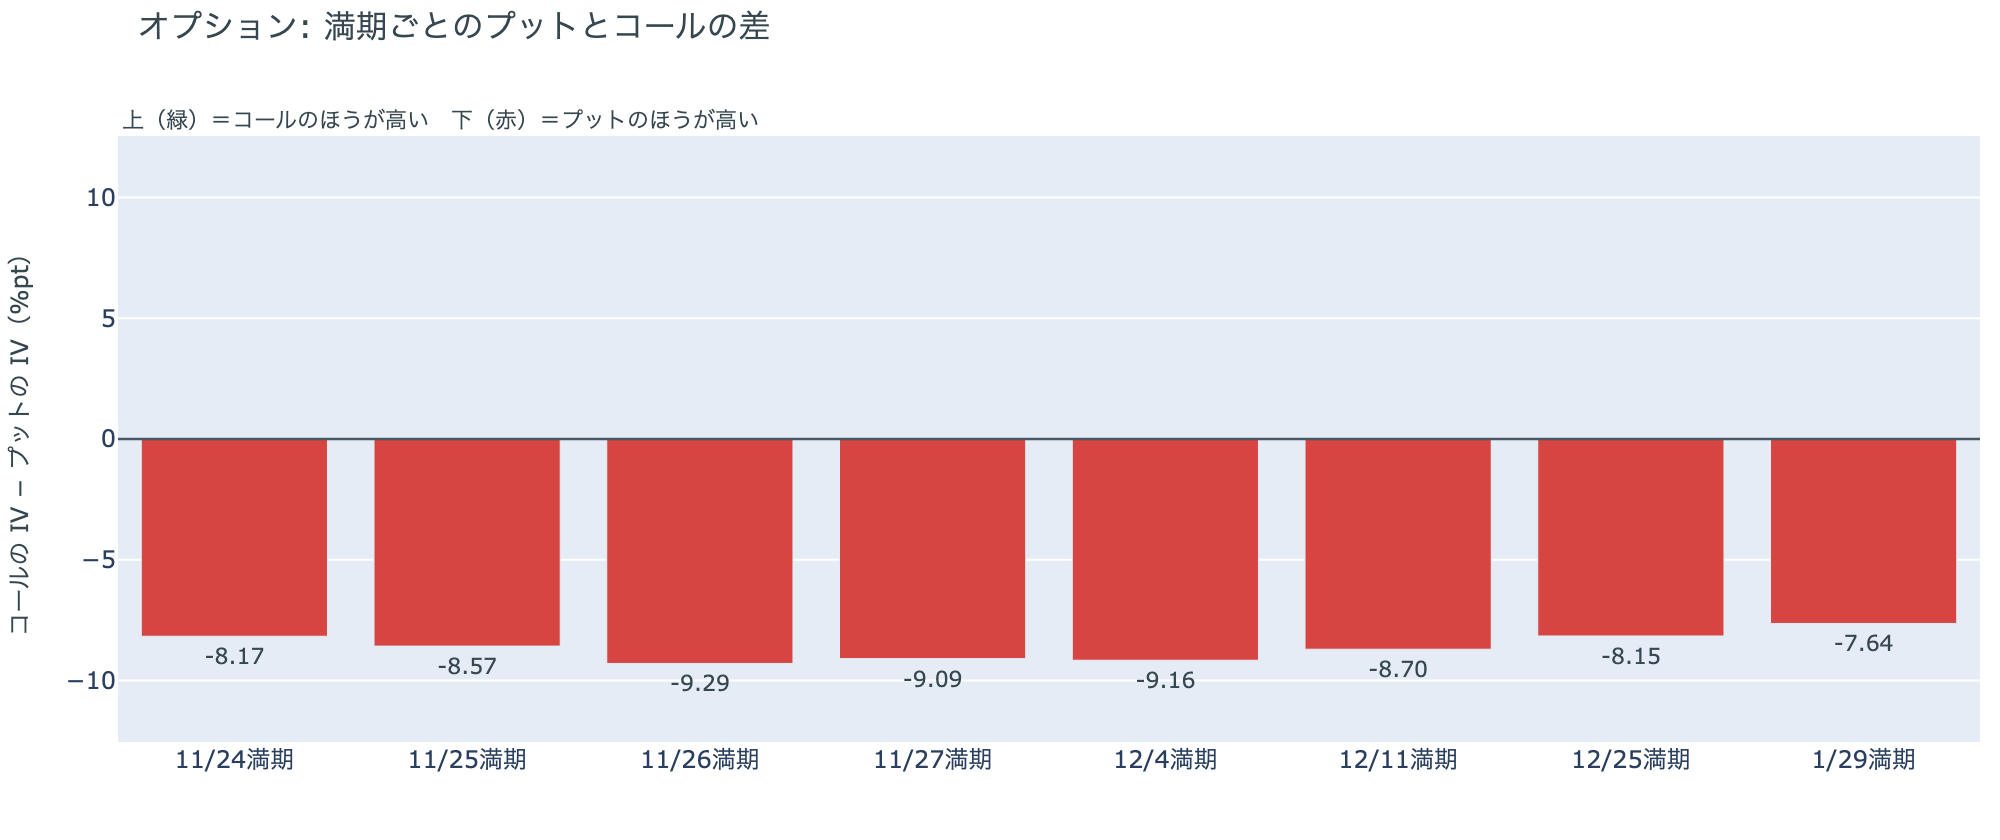 オプション: 満期ごとのプットとコールの差
上（緑）＝コールのほうが高い　下（赤）＝プットのほうが高い
コールの IV − プットの IV（%pt）
10
5
0
−5
−10
-8.17
-8.57
-9.29
-9.09
-9.16
-8.70
-8.15
-7.64
11/24満期
11/25満期
11/26満期
11/27満期
12/4満期
12/11満期
12/25満期
1/29満期